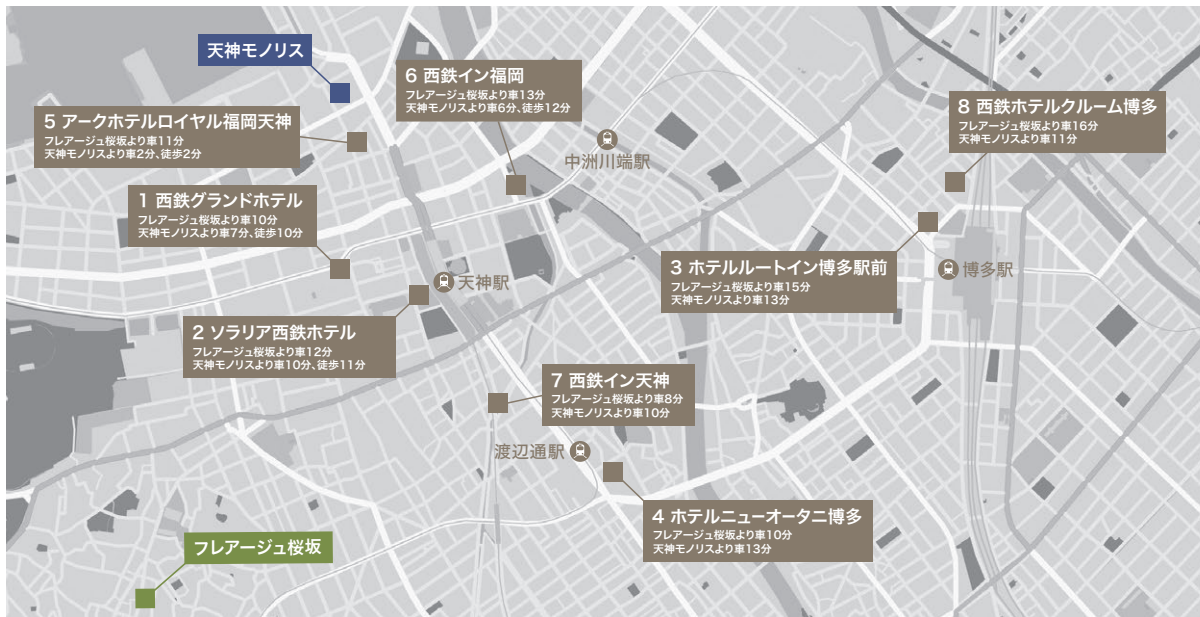 天神モノリス
6 西鉄イン福岡
フレアージュ桜坂より車13分
天神モノリスより車6分、徒歩12分
5 アークホテルロイヤル福岡天神
フレアージュ桜坂より車11分
天神モノリスより車2分、徒歩2分
8 西鉄ホテルクルーム博多
フレアージュ桜坂より車16分
天神モノリスより車11分
中洲川端駅
1 西鉄グランドホテル
フレアージュ桜坂より車10分
天神モノリスより車7分、徒歩10分
3 ホテルルートイン博多駅前
フレアージュ桜坂より車15分
天神モノリスより車13分
博多駅
天神駅
2 ソラリア西鉄ホテル
フレアージュ桜坂より車12分
天神モノリスより車10分、徒歩11分
7 西鉄イン天神
フレアージュ桜坂より車8分
天神モノリスより車10分
渡辺通駅
4 ホテルニューオータニ博多
フレアージュ桜坂より車10分
天神モノリスより車13分
フレアージュ桜坂